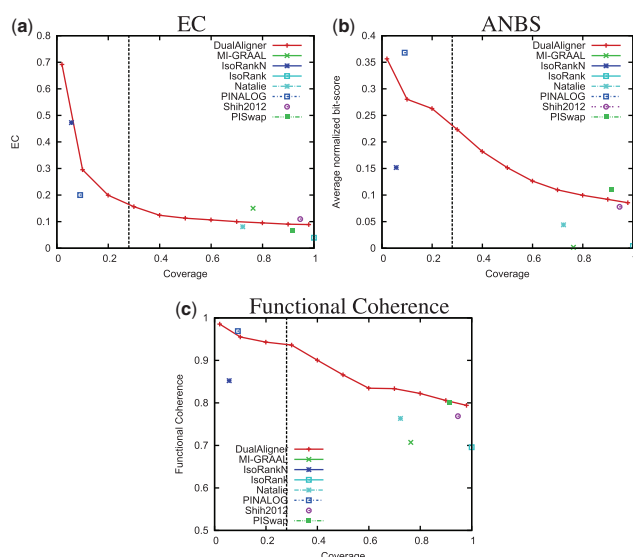 (a) EC
0.8
0.7
0.6
0.5
0.4
0.3
0.2
0.1
0
EC
0 0.2 0.4 0.6 0.8 1
Coverage
DualAligner
MI-GRAAL
IsoRankN
IsoRank
Natalie
PINALOG
Shih2012
PISwap
(b) ANBS
0.4
0.35
0.3
0.25
0.2
0.15
0.1
0.05
0
Average normalized bit-score
0 0.2 0.4 0.6 0.8 1
Coverage
DualAligner
MI-GRAAL
IsoRankN
IsoRank
Natalie
PINALOG
Shih2012
PISwap
(c) Functional Coherence
1
0.9
0.8
0.7
0.6
0.5
Functional Coherence
DualAligner
MI-GRAAL
IsoRankN
IsoRank
Natalie
PINALOG
Shih2012
PISwap
0 0.2 0.4 0.6 0.8 1
Coverage